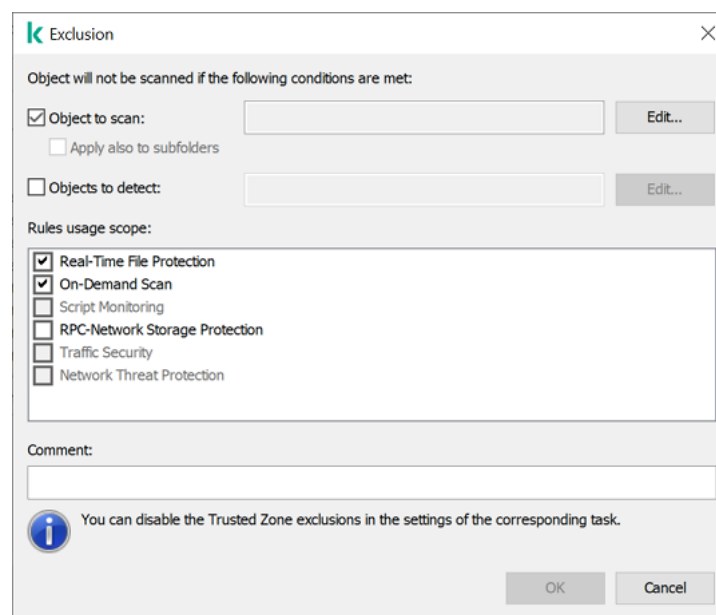 Exclusion
Object will not be scanned if the following conditions are met:
Object to scan:
Edit...
Apply also to subfolders
Objects to detect:
Edit...
Rules usage scope:
Real-Time File Protection
On-Demand Scan
Script Monitoring
RPC-Network Storage Protection
Traffic Security
Network Threat Protection
Comment:
You can disable the Trusted Zone exclusions in the settings of the corresponding task.
OK
Cancel